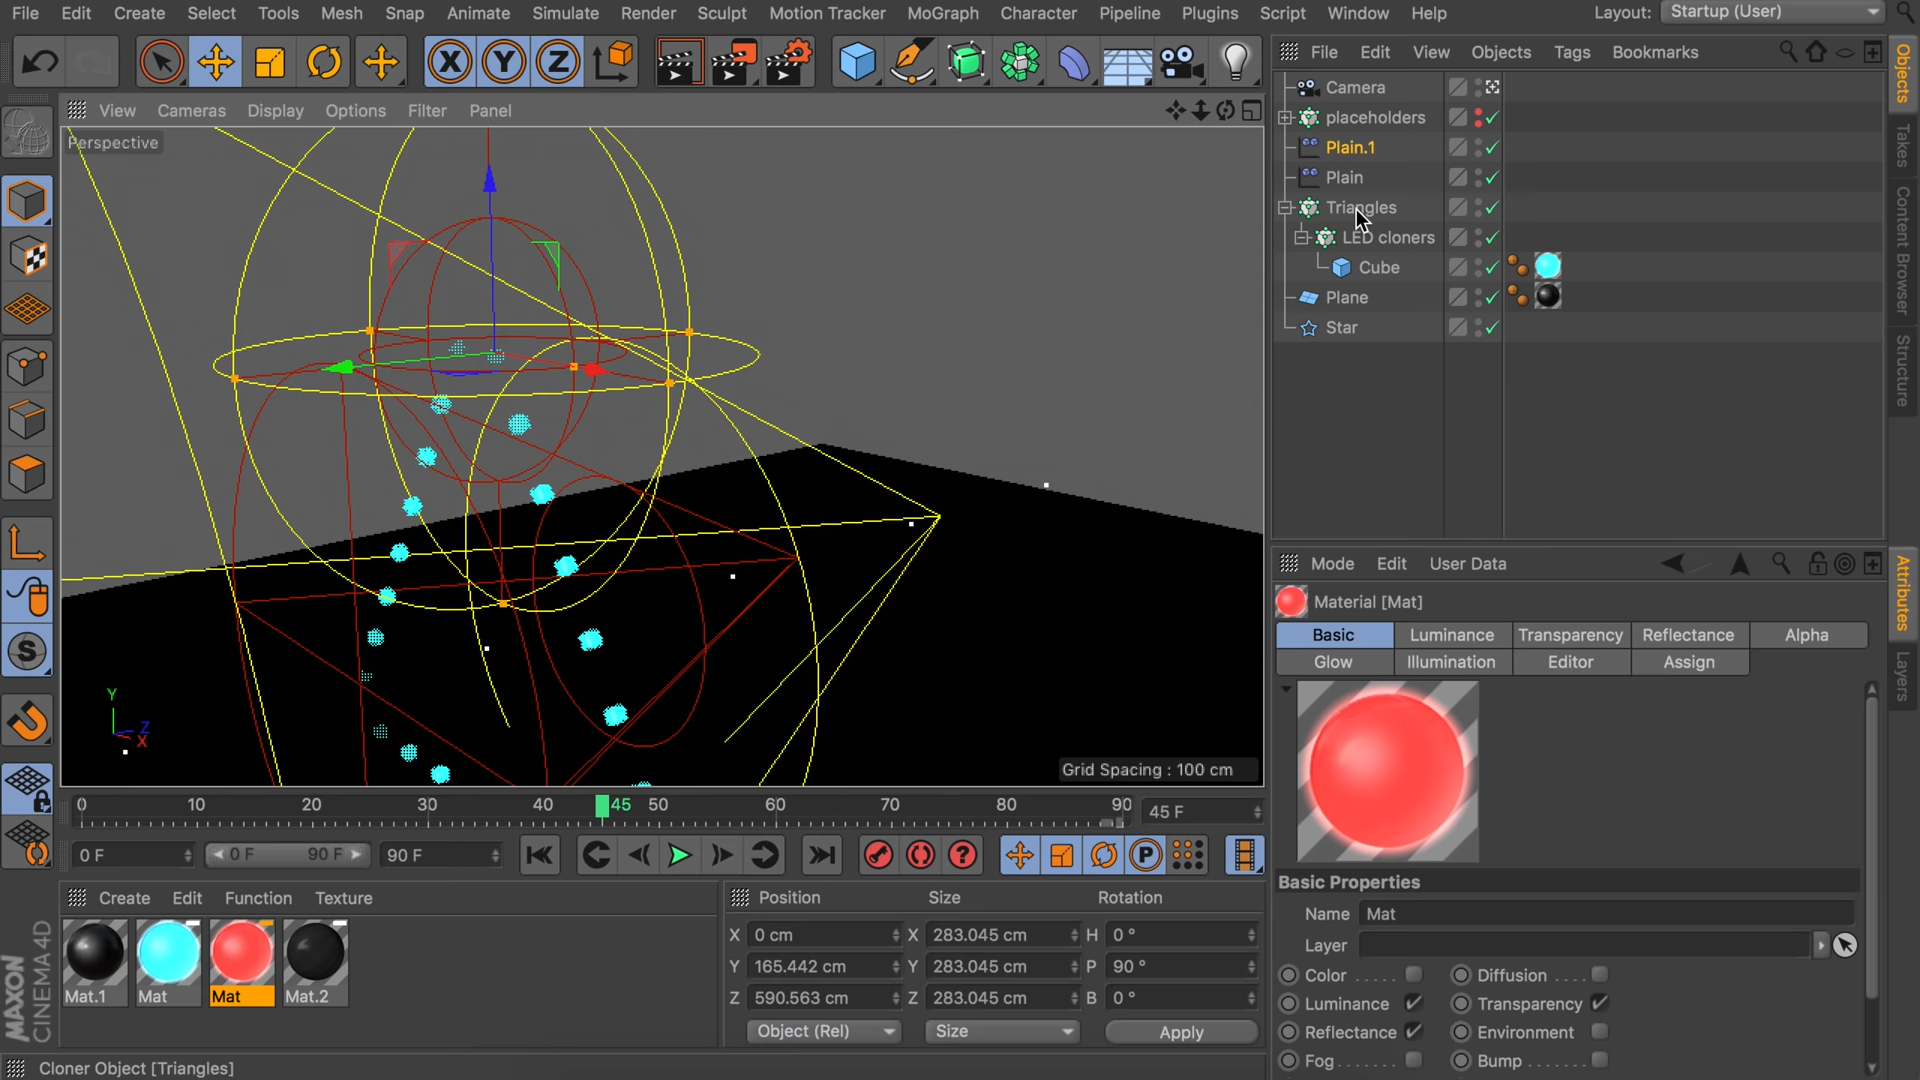 File Edit Create Select Tools Mesh Snap Animate Simulate Render Sculpt Motion Tracker MoGraph Character Pipeline Plugins Script Window Help Layout: Startup (User)
File Edit View Objects Tags Bookmarks
View Cameras Display Options Filter Panel
Perspective
Camera
placeholders
Plain.1
Plain
Triangles
LED cloners
Cube
Plane
Star
Objects
Takes
Content Browser
Structure
Mode Edit User Data
Material [Mat]
Basic Luminance Transparency Reflectance Alpha
Glow Illumination Editor Assign
Attributes
Layers
Y
Z
X
Grid Spacing : 100 cm
0 10 20 30 40 45 50 60 70 80 90 45 F
0 F 0 F 90 F 90 F
P
Create Edit Function Texture
Mat.1 Mat Mat Mat.2
MAXON
CINEMA 4D
Position Size Rotation
X 0 cm X 283.045 cm H 0 °
Y 165.442 cm Y 283.045 cm P 90 °
Z 590.563 cm Z 283.045 cm B 0 °
Object (Rel) Size Apply
Basic Properties
Name Mat
Layer
Color Diffusion
Luminance Transparency
Reflectance Environment
Fog Bump
Cloner Object [Triangles]
X Y Z
S